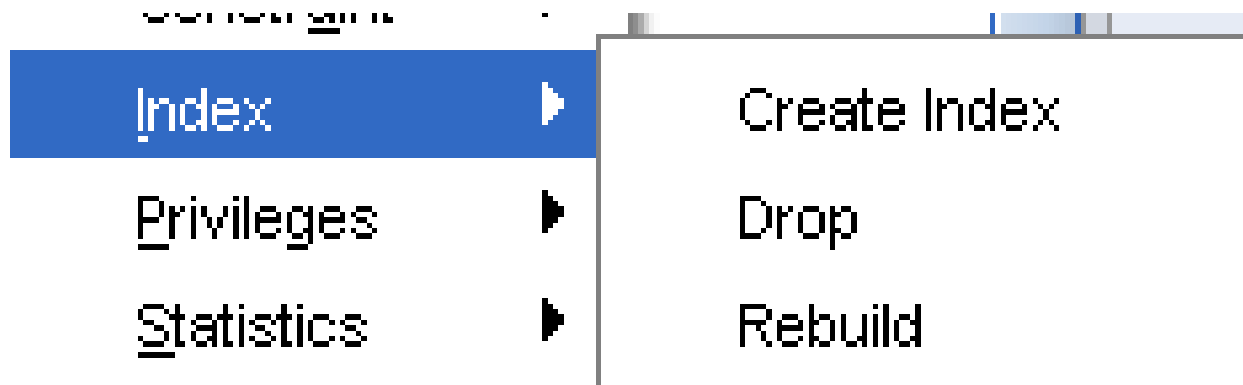 Index
Privileges
Statistics
Create Index
Drop
Rebuild